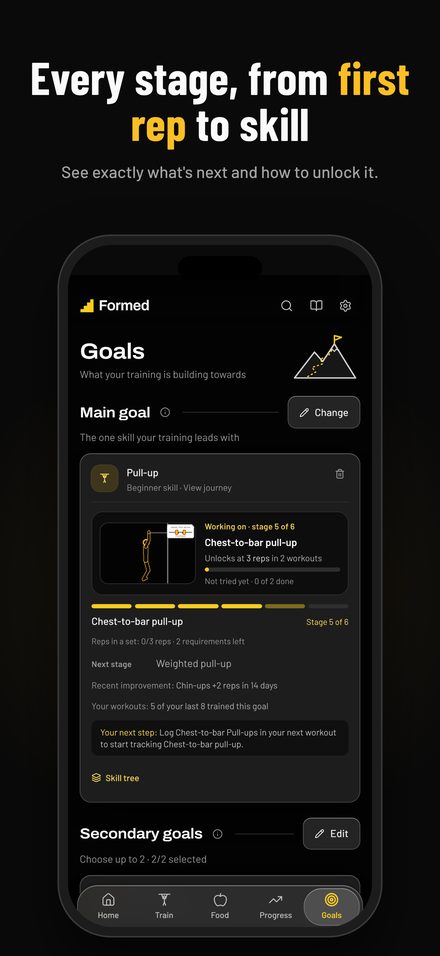 Every stage, from first
rep to skill
See exactly what's next and how to unlock it.
Formed
Goals
What your training is building towards
Main goal
Change
The one skill your training leads with
Pull-up
Beginner skill · View journey
Working on · stage 5 of 6
Chest-to-bar pull-up
Unlocks at 3 reps in 2 workouts
Not tried yet · 0 of 2 done
Chest-to-bar pull-up
Stage 5 of 6
Reps in a set: 0/3 reps · 2 requirements left
Next stage Weighted pull-up
Recent improvement: Chin-ups +2 reps in 14 days
Your workouts: 5 of your last 8 trained this goal
Your next step: Log Chest-to-bar Pull-ups in your next workout
to start tracking Chest-to-bar pull-up.
Skill tree
Secondary goals
Edit
Choose up to 2 · 2/2 selected
Home
Train
Food
Progress
Goals